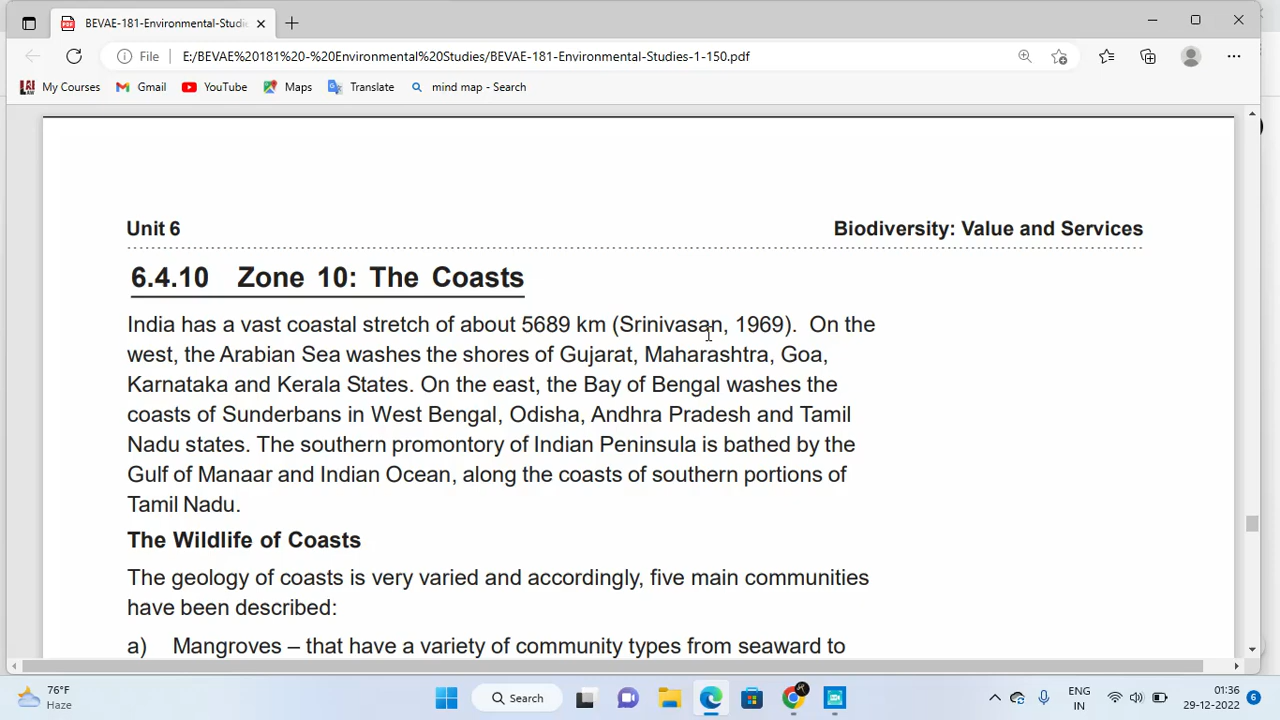 BEVAE-181-Environmental-Studi
File
E:/BEVAE%20181%20-%20Environmental%20Studies/BEVAE-181-Environmental-Studies-1-150.pdf
My Courses Gmail YouTube Maps Translate mind map - Search
Unit 6 Biodiversity: Value and Services
6.4.10 Zone 10: The Coasts
India has a vast coastal stretch of about 5689 km (Srinivasan, 1969). On the
west, the Arabian Sea washes the shores of Gujarat, Maharashtra, Goa,
Karnataka and Kerala States. On the east, the Bay of Bengal washes the
coasts of Sunderbans in West Bengal, Odisha, Andhra Pradesh and Tamil
Nadu states. The southern promontory of Indian Peninsula is bathed by the
Gulf of Manaar and Indian Ocean, along the coasts of southern portions of
Tamil Nadu.
The Wildlife of Coasts
The geology of coasts is very varied and accordingly, five main communities
have been described:
a) Mangroves – that have a variety of community types from seaward to
76°F
Haze
Search
ENG
IN
01:36
29-12-2022
6